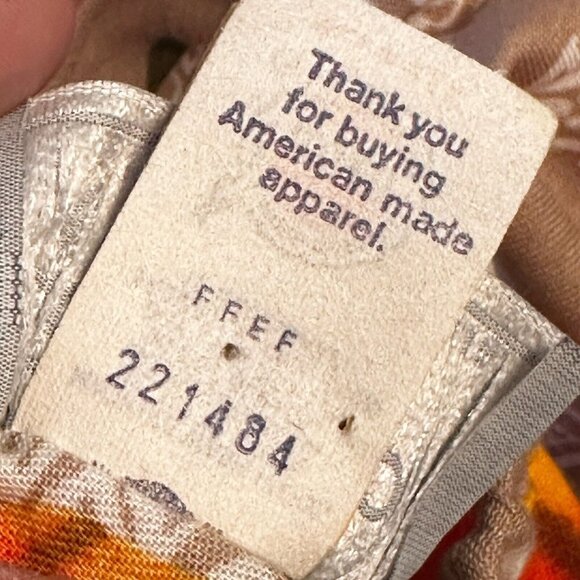 Thank you
for buying
American made
apparel.
FFEF
221484